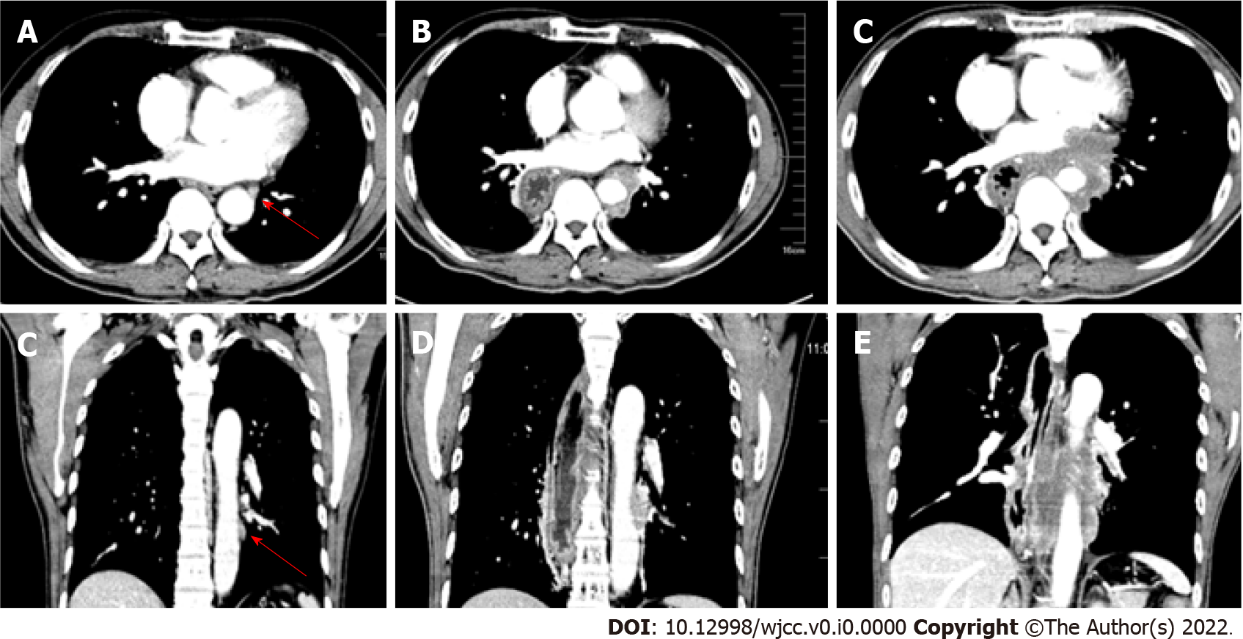 A
B
C
16cm
C
D
11:0
E
DOI: 10.12998/wjcc.v0.i0.0000 Copyright ©The Author(s) 2022.